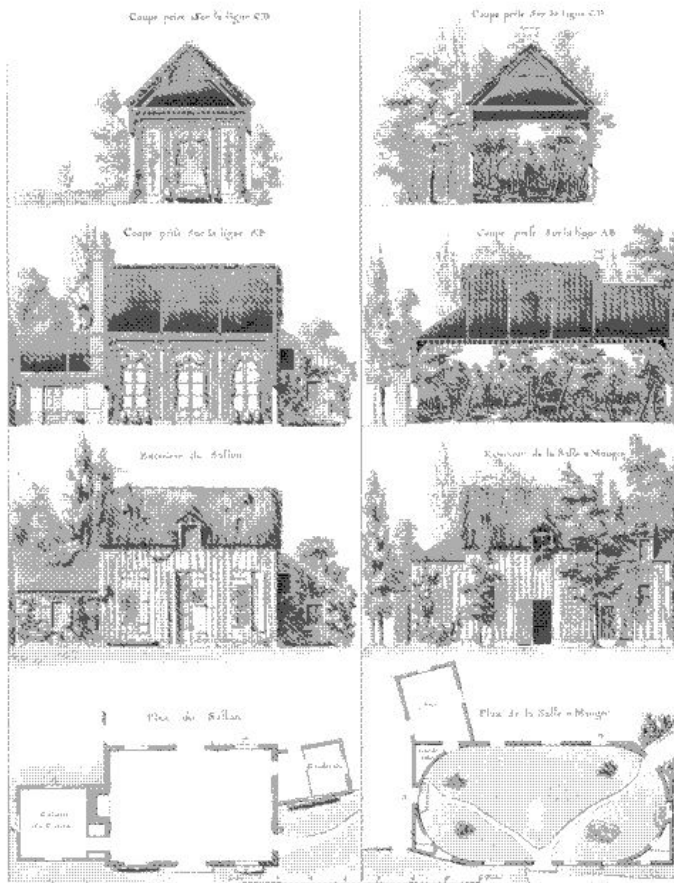 Coupe prise Sur la ligne CD
Coupe prise Sur la ligne CD
Coupe prise Sur la ligne AB
Coupe prise Sur la ligne AB
Exterieur du Sallon
Exterieur de la Salle a Manger
Plan du Sallon
Plan de la Salle a Manger